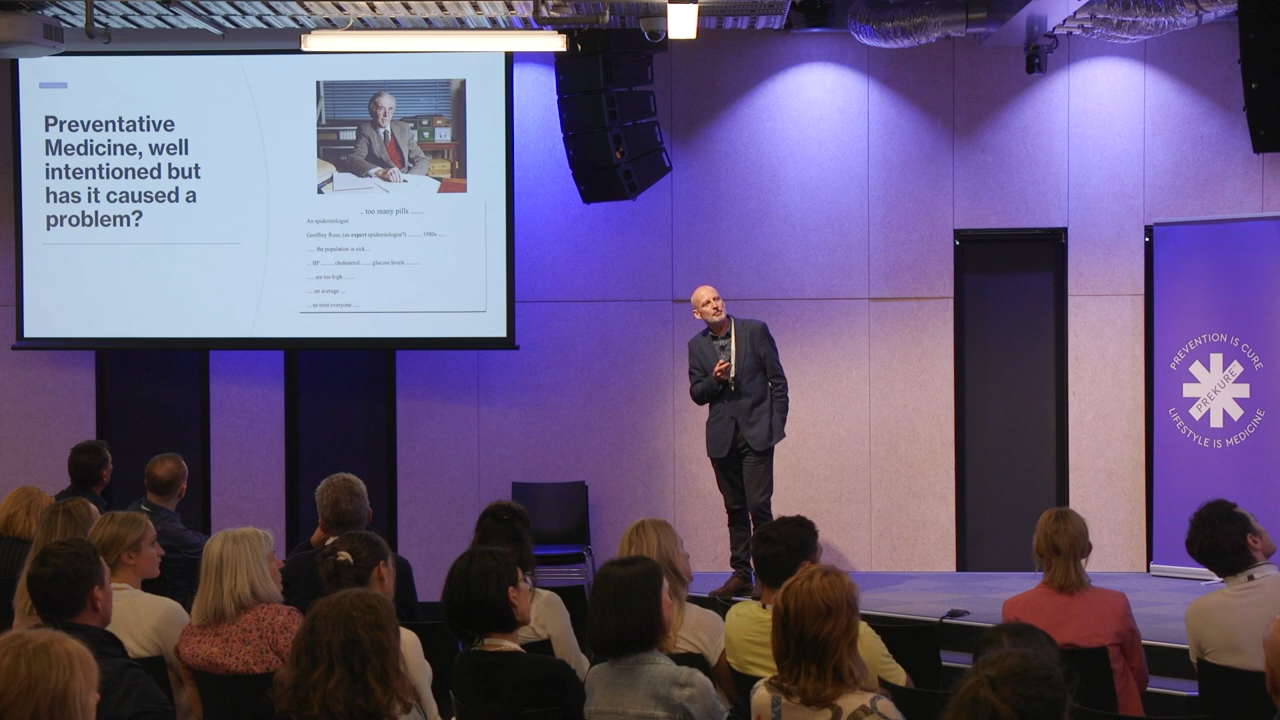 Preventative
Medicine, well
intentioned but
has it caused a
problem?
... too many pills ........
An epidemiologist
Geoffrey Rose, (an expert epidemiologist?) ......... 1980s .....
...... the population is sick ...
.. BP ........ cholesterol ...... glucose levels .........
..... are too high .......
.... on average ....
... so treat everyone ....
PREVENTION IS CURE
PREKURE
LIFESTYLE IS MEDICINE